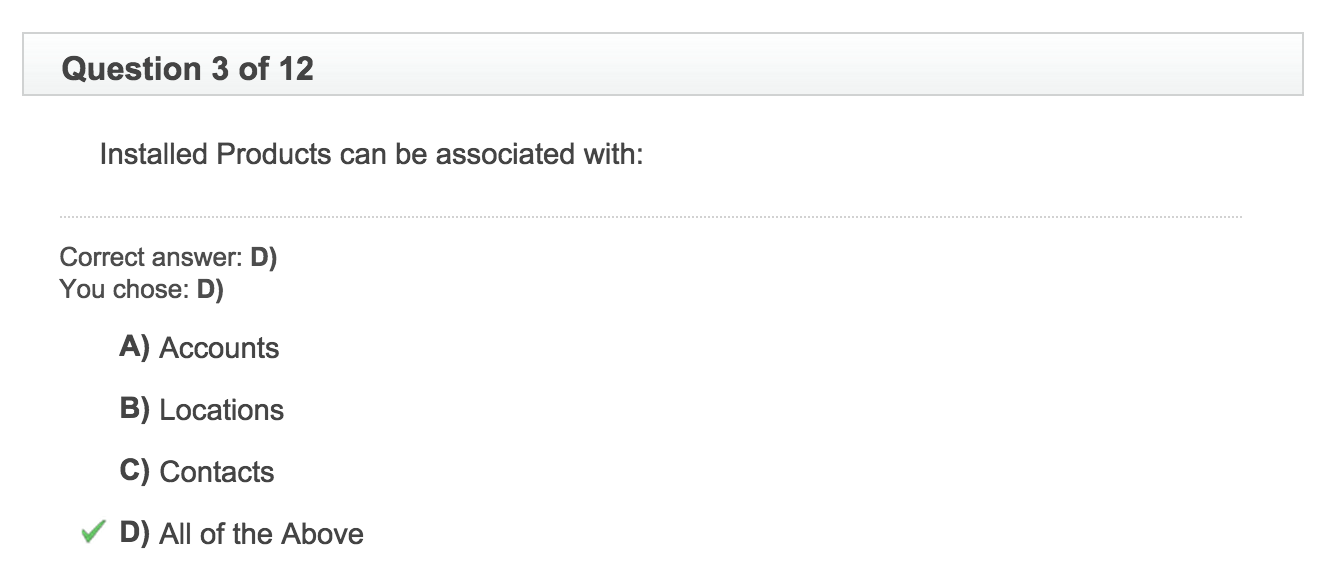 Question 3 of 12
Installed Products can be associated with:
Correct answer: D)
You chose: D)
A) Accounts
B) Locations
C) Contacts
D) All of the Above